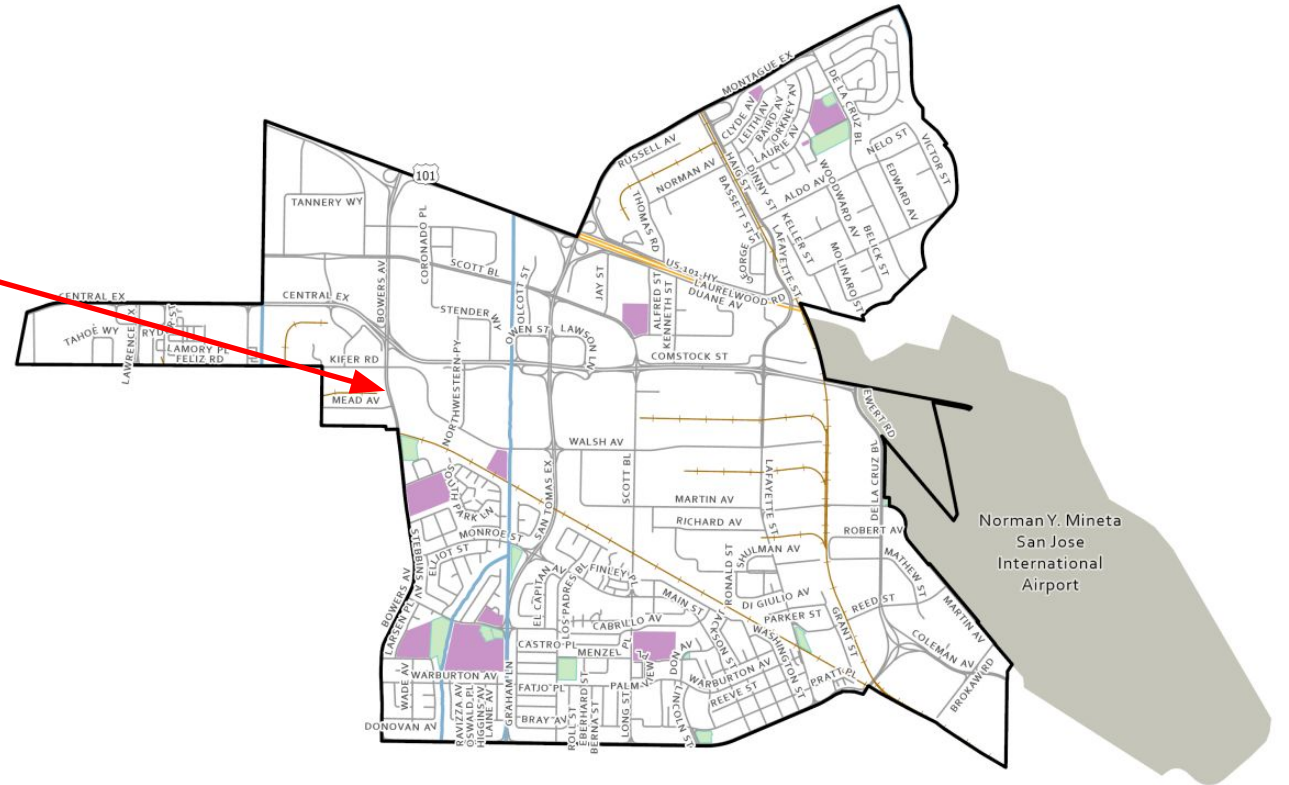 MONTAGUE EX
DE LA CRUZ BL
CLYDE AV
LEITH AV
BAIRD AV
ORKNEY AV
LAURIE AV
NELO ST
VICTOR ST
EDWARD AV
RUSSELL AV
NORMAN AV
HAIG ST
DINNY ST
BASSETT ST
ALDO AV
WOODWARD AV
KELLER ST
BELICK ST
MOLINARO ST
THOMAS RD
GEORGE ST
LAFAYETTE ST
101
TANNERY WY
CORONADO PL
SCOTT BL
BOWERS AV
US 101 HY
LAURELWOOD RD
DUANE AV
CENTRAL EX
CENTRAL EX
STENDER WY
OLCOTT ST
OWEN ST
JAY ST
LAWSON LN
ALFRED ST
KENNETH ST
TAHOE WY
LAWRENCE EX
LAMORY PL
FELIZ RD
KIFER RD
COMSTOCK ST
MEAD AV
NORTHWESTERN PY
EWERT RD
WALSH AV
SAN TOMAS EX
SCOTT BL
LAFAYETTE ST
DE LA CRUZ BL
SOUTH PARK LN
MARTIN AV
RICHARD AV
ROBERT AV
Norman Y. Mineta
San Jose
International
Airport
MONROE ST
STEBBINS AV
ELLIOT ST
SHULMAN AV
RONALD ST
MATHEW ST
EL CAPITAN AV
LOS PADRES BL
FINLEY PL
MAIN ST
DI GIULIO AV
PARKER ST
REED ST
MARTIN AV
BOWERS AV
LARSEN PL
CABRILLO AV
JACKSON ST
WASHINGTON ST
GRANT ST
COLEMAN AV
CASTRO PL
MENZEL PL
DON AV
WARBURTON AV
WARBURTON AV
WADE AV
GRAHAM LN
FATJO PL
REEVE ST
PRATT PL
BROKAW RD
DONOVAN AV
RAVIZZA AV
OSWALD PL
HIGGINS AV
LAINE AV
BRAY AV
ROLL ST
EBERHARD ST
BERNA ST
LONG ST
LINCOLN ST